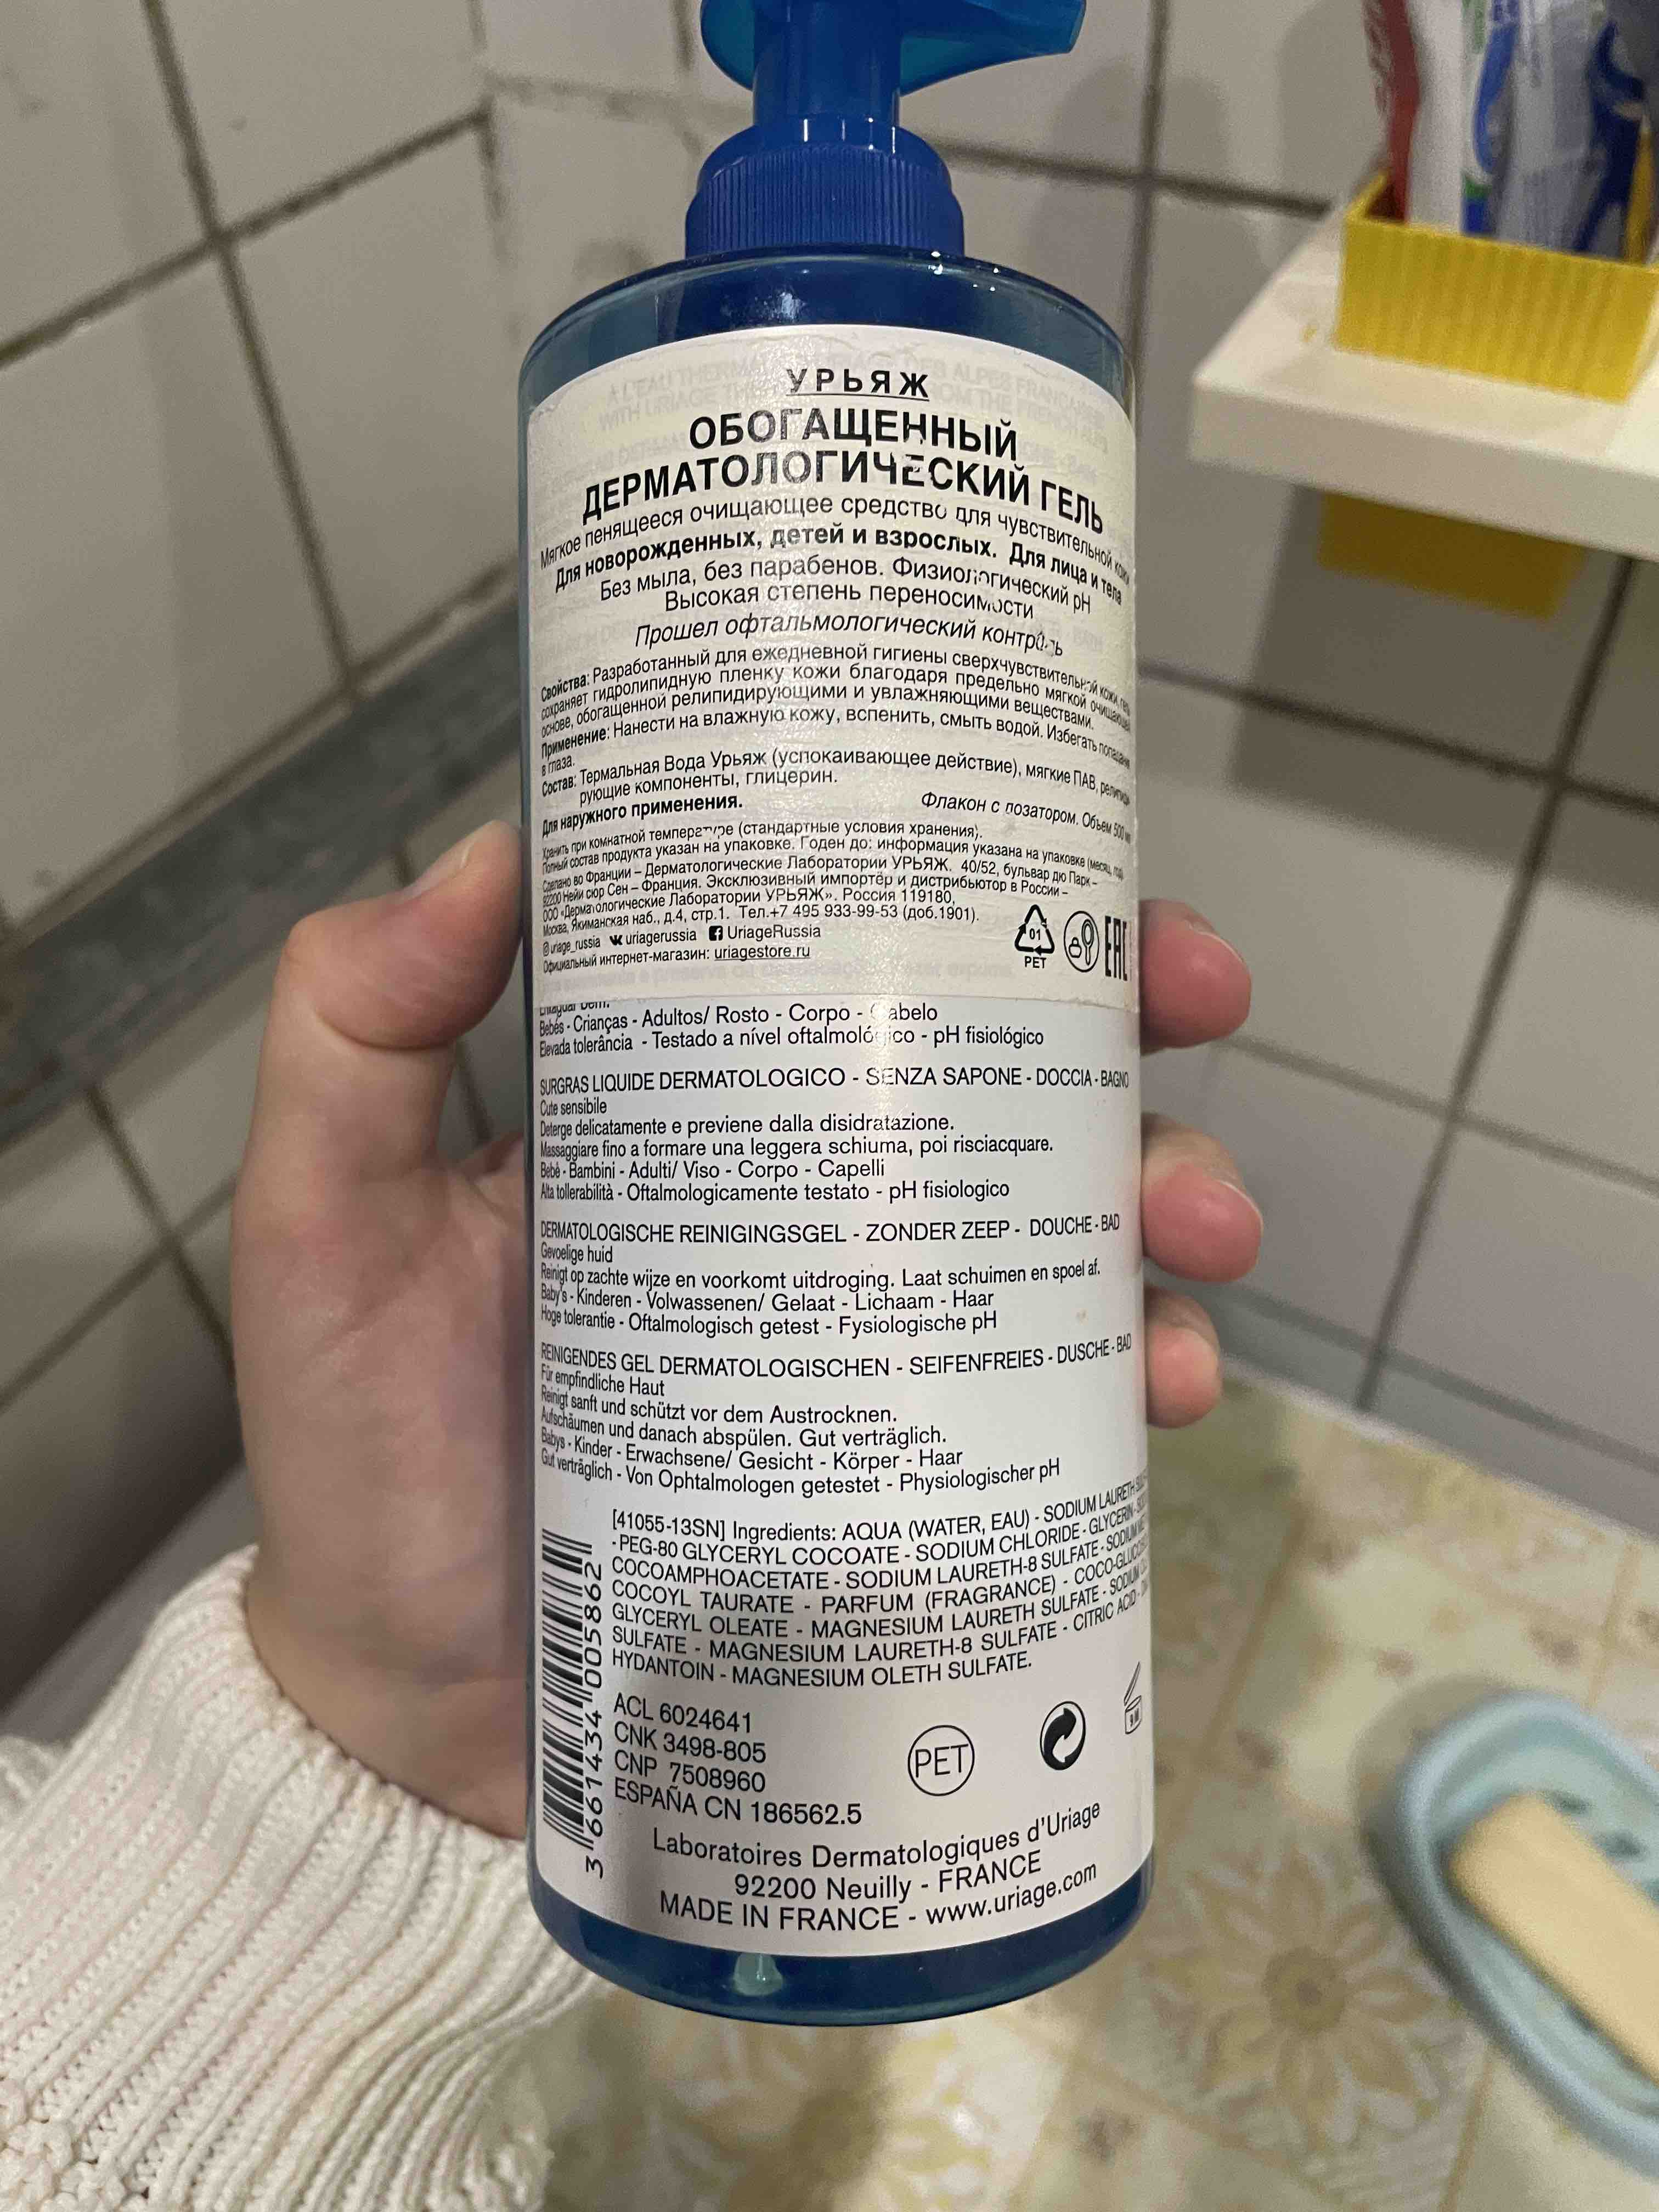 УРЬЯЖ
ОБОГАЩЕННЫЙ
ДЕРМАТОЛОГИЧЕСКИЙ ГЕЛЬ
Мягкое пенящееся очищающее средство для чувствительной кожи
Для новорожденных, детей и взрослых. Для лица и тела
Без мыла, без парабенов. Физиологический pH
Высокая степень переносимости
Прошел офтальмологический контроль
Свойства: Разработанный для ежедневной гигиены сверхчувствительной кожи, гель
сохраняет гидролипидную пленку кожи благодаря предельно мягкой очищающей
основе, обогащенной релипидирующими и увлажняющими веществами.
Применение: Нанести на влажную кожу, вспенить, смыть водой. Избегать попадания
в глаза.
Состав: Термальная Вода Урьяж (успокаивающее действие), мягкие ПАВ, релипиди
рующие компоненты, глицерин.
Для наружного применения.
Флакон с дозатором. Объем 500 мл
Хранить при комнатной температуре (стандартные условия хранения).
Полный состав продукта указан на упаковке. Годен до: информация указана на упаковке (месяц, год)
Сделано во Франции – Дерматологические Лаборатории УРЬЯЖ. 40/52, бульвар дю Парк –
92200 Нейи сюр Сен – Франция. Эксклюзивный импортёр и дистрибьютор в России –
ООО «Дерматологические Лаборатории УРЬЯЖ». Россия 119180,
Москва, Якиманская наб., д.4, стр.1. Тел.+7 495 933-99-53 (доб.1901).
@uriage_russia uriagerussia UriageRussia
Официальный интернет-магазин: uriagestore.ru
01
PET
EAC
Bebés - Crianças - Adultos/ Rosto - Corpo - Cabelo
Elevada tolerância - Testado a nível oftalmológico - pH fisiológico
SURGRAS LIQUIDE DERMATOLOGICO - SENZA SAPONE - DOCCIA - BAGNO
Cute sensibile
Deterge delicatamente e previene dalla disidratazione.
Massaggiare fino a formare una leggera schiuma, poi risciacquare.
Bebè - Bambini - Adulti/ Viso - Corpo - Capelli
Alta tollerabilità - Oftalmologicamente testato - pH fisiologico
DERMATOLOGISCHE REINIGINGSGEL - ZONDER ZEEP - DOUCHE - BAD
Gevoelige huid
Reinigt op zachte wijze en voorkomt uitdroging. Laat schuimen en spoel af.
Baby's - Kinderen - Volwassenen/ Gelaat - Lichaam - Haar
Hoge tolerantie - Oftalmologisch getest - Fysiologische pH
REINIGENDES GEL DERMATOLOGISCHEN - SEIFENFREIES - DUSCHE - BAD
Für empfindliche Haut
Reinigt sanft und schützt vor dem Austrocknen.
Aufschäumen und danach abspülen. Gut verträglich.
Babys - Kinder - Erwachsene/ Gesicht - Körper - Haar
Gut verträglich - Von Ophtalmologen getestet - Physiologischer pH
[41055-13SN] Ingredients: AQUA (WATER, EAU) - SODIUM LAURETH
- PEG-80 GLYCERYL COCOATE - SODIUM CHLORIDE - GLYCERIN -
COCOAMPHOACETATE - SODIUM LAURETH-8 SULFATE - SODIUM
COCOYL TAURATE - PARFUM (FRAGRANCE) -
GLYCERYL OLEATE - MAGNESIUM LAURETH SULFATE - SODIUM
SULFATE - MAGNESIUM LAURETH-8 SULFATE - CITRIC ACID -
HYDANTOIN - MAGNESIUM OLETH SULFATE.
3 661434 005862
ACL 6024641
CNK 3498-805
CNP 7508960
ESPAÑA CN 186562.5
PET
9M
Laboratoires Dermatologiques d'Uriage
92200 Neuilly - FRANCE
MADE IN FRANCE - www.uriage.com